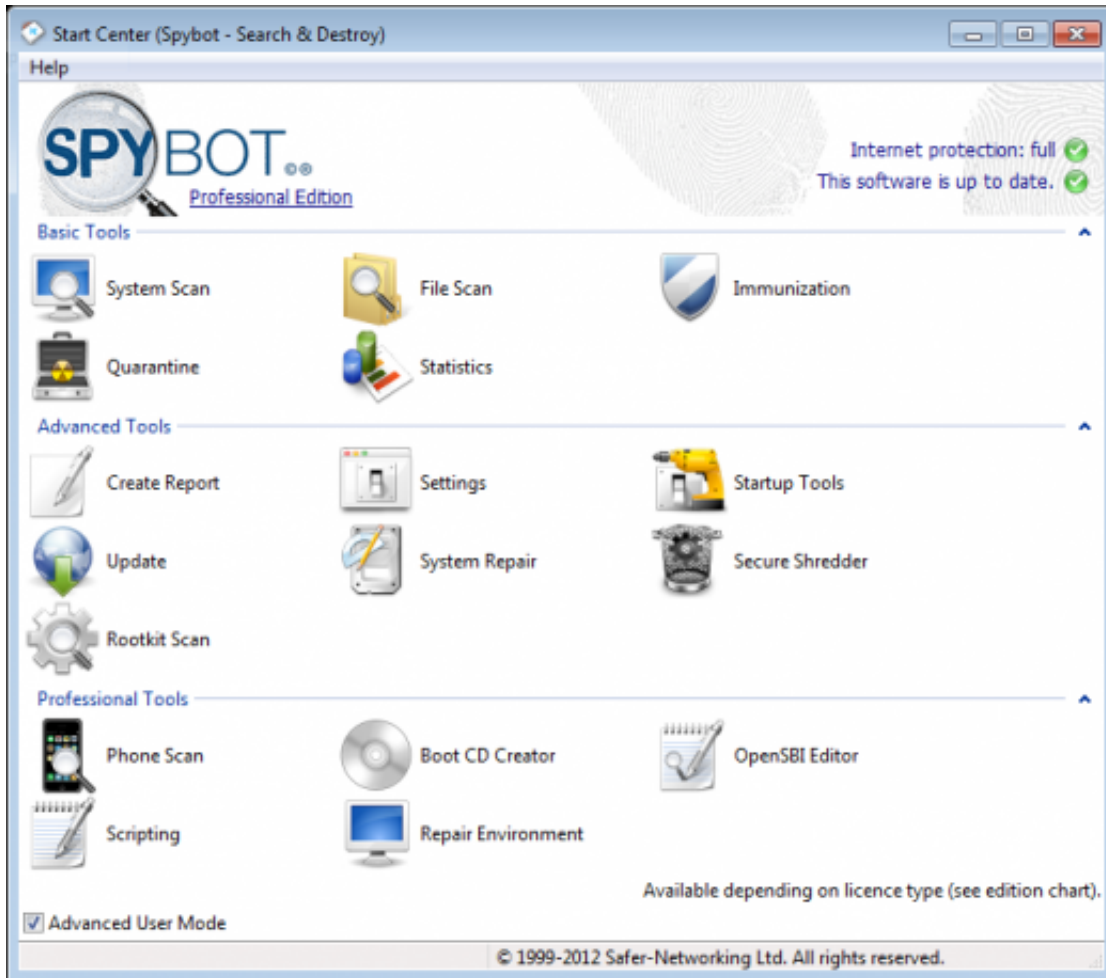 Start Center (Spybot - Search & Destroy)
Help
SPYBOT
Professional Edition
Internet protection: full
This software is up to date.
Basic Tools
System Scan File Scan Immunization
Quarantine Statistics
Advanced Tools
Create Report Settings Startup Tools
Update System Repair Secure Shredder
Rootkit Scan
Professional Tools
Phone Scan Boot CD Creator OpenSBI Editor
Scripting Repair Environment
Available depending on licence type (see edition chart).
Advanced User Mode
© 1999-2012 Safer-Networking Ltd. All rights reserved.